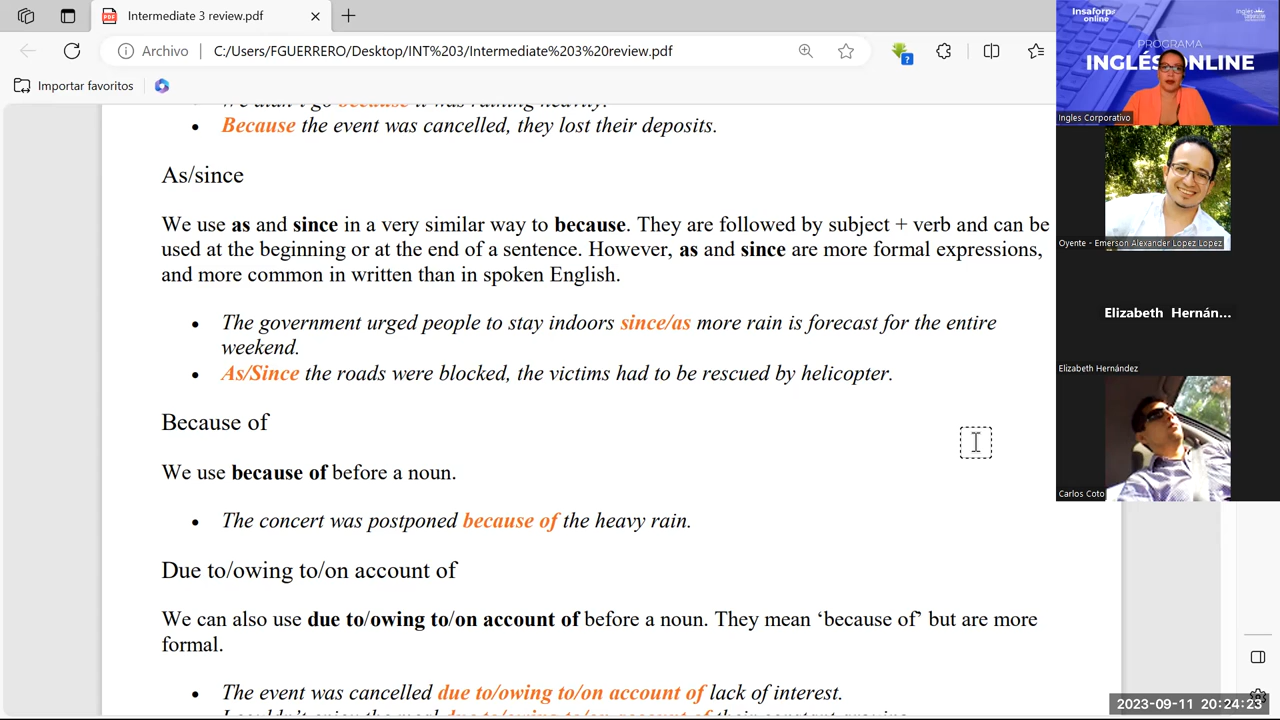 Intermediate 3 review.pdf
Archivo
C:/Users/FGUERRERO/Desktop/INT%203/Intermediate%203%20review.pdf
Importar favoritos
We didn't go because it was raining heavily.
• Because the event was cancelled, they lost their deposits.
As/since
We use as and since in a very similar way to because. They are followed by subject + verb and can be
used at the beginning or at the end of a sentence. However, as and since are more formal expressions,
and more common in written than in spoken English.
• The government urged people to stay indoors since/as more rain is forecast for the entire
weekend.
• As/Since the roads were blocked, the victims had to be rescued by helicopter.
Because of
We use because of before a noun.
• The concert was postponed because of the heavy rain.
Due to/owing to/on account of
We can also use due to/owing to/on account of before a noun. They mean ‘because of’ but are more
formal.
• The event was cancelled due to/owing to/on account of lack of interest.
Insaforp
online
PROGRAMA
INGLÉS ONLINE
Ingles Corporativo
Oyente - Emerson Alexander Lopez Lopez
Elizabeth Hernán...
Elizabeth Hernández
Carlos Coto
2023-09-11 20:24:23